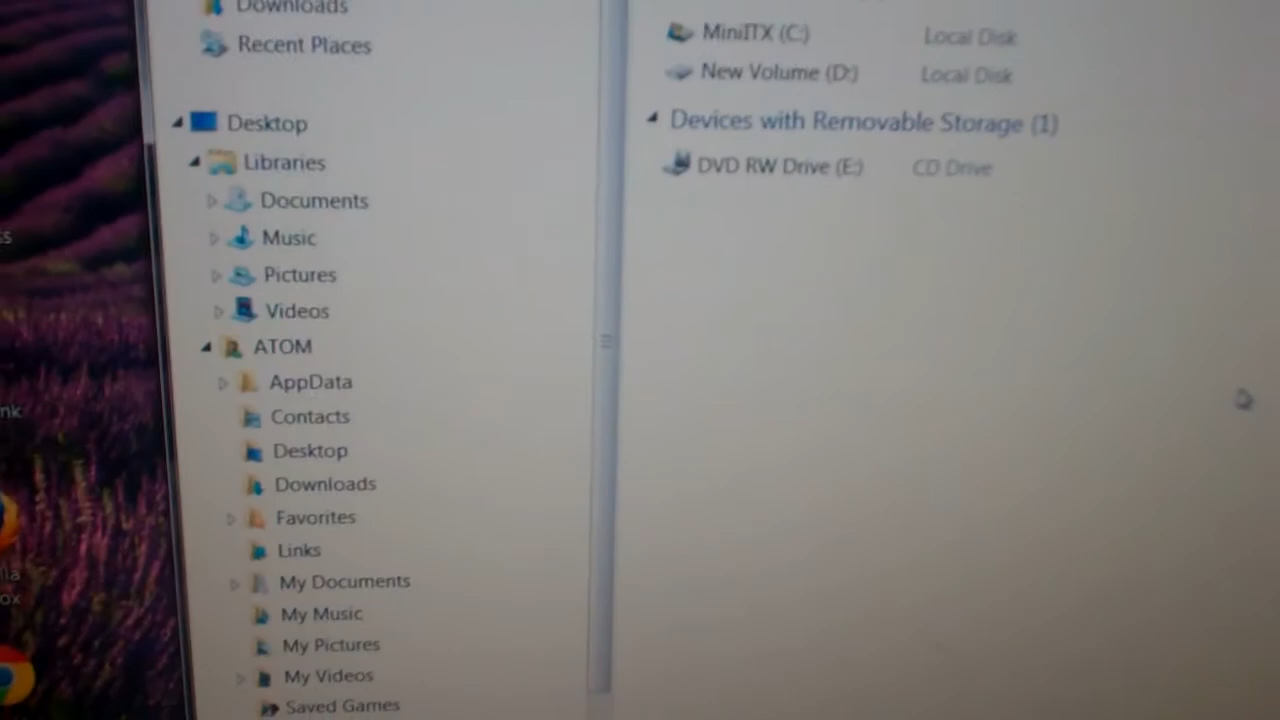 Downloads
Recent Places
Desktop
Libraries
Documents
Music
Pictures
Videos
ATOM
AppData
Contacts
Desktop
Downloads
Favorites
Links
My Documents
My Music
My Pictures
My Videos
Saved Games
MiniITX (C:) Local Disk
New Volume (D:) Local Disk
Devices with Removable Storage (1)
DVD RW Drive (E:) CD Drive